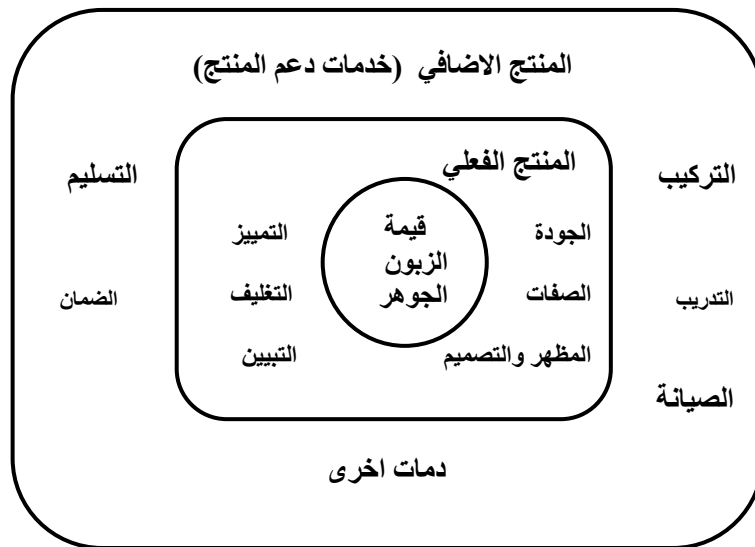 المنتج الاضافي (خدمات دعم المنتج)
المنتج الفعلي
التركيب
التسليم
قيمة
الزبون
الجوهر
الجودة
التمييز
الصفات
التغليف
التدريب
الضمان
المظهر والتصميم
التبيين
الصيانة
دمات اخرى